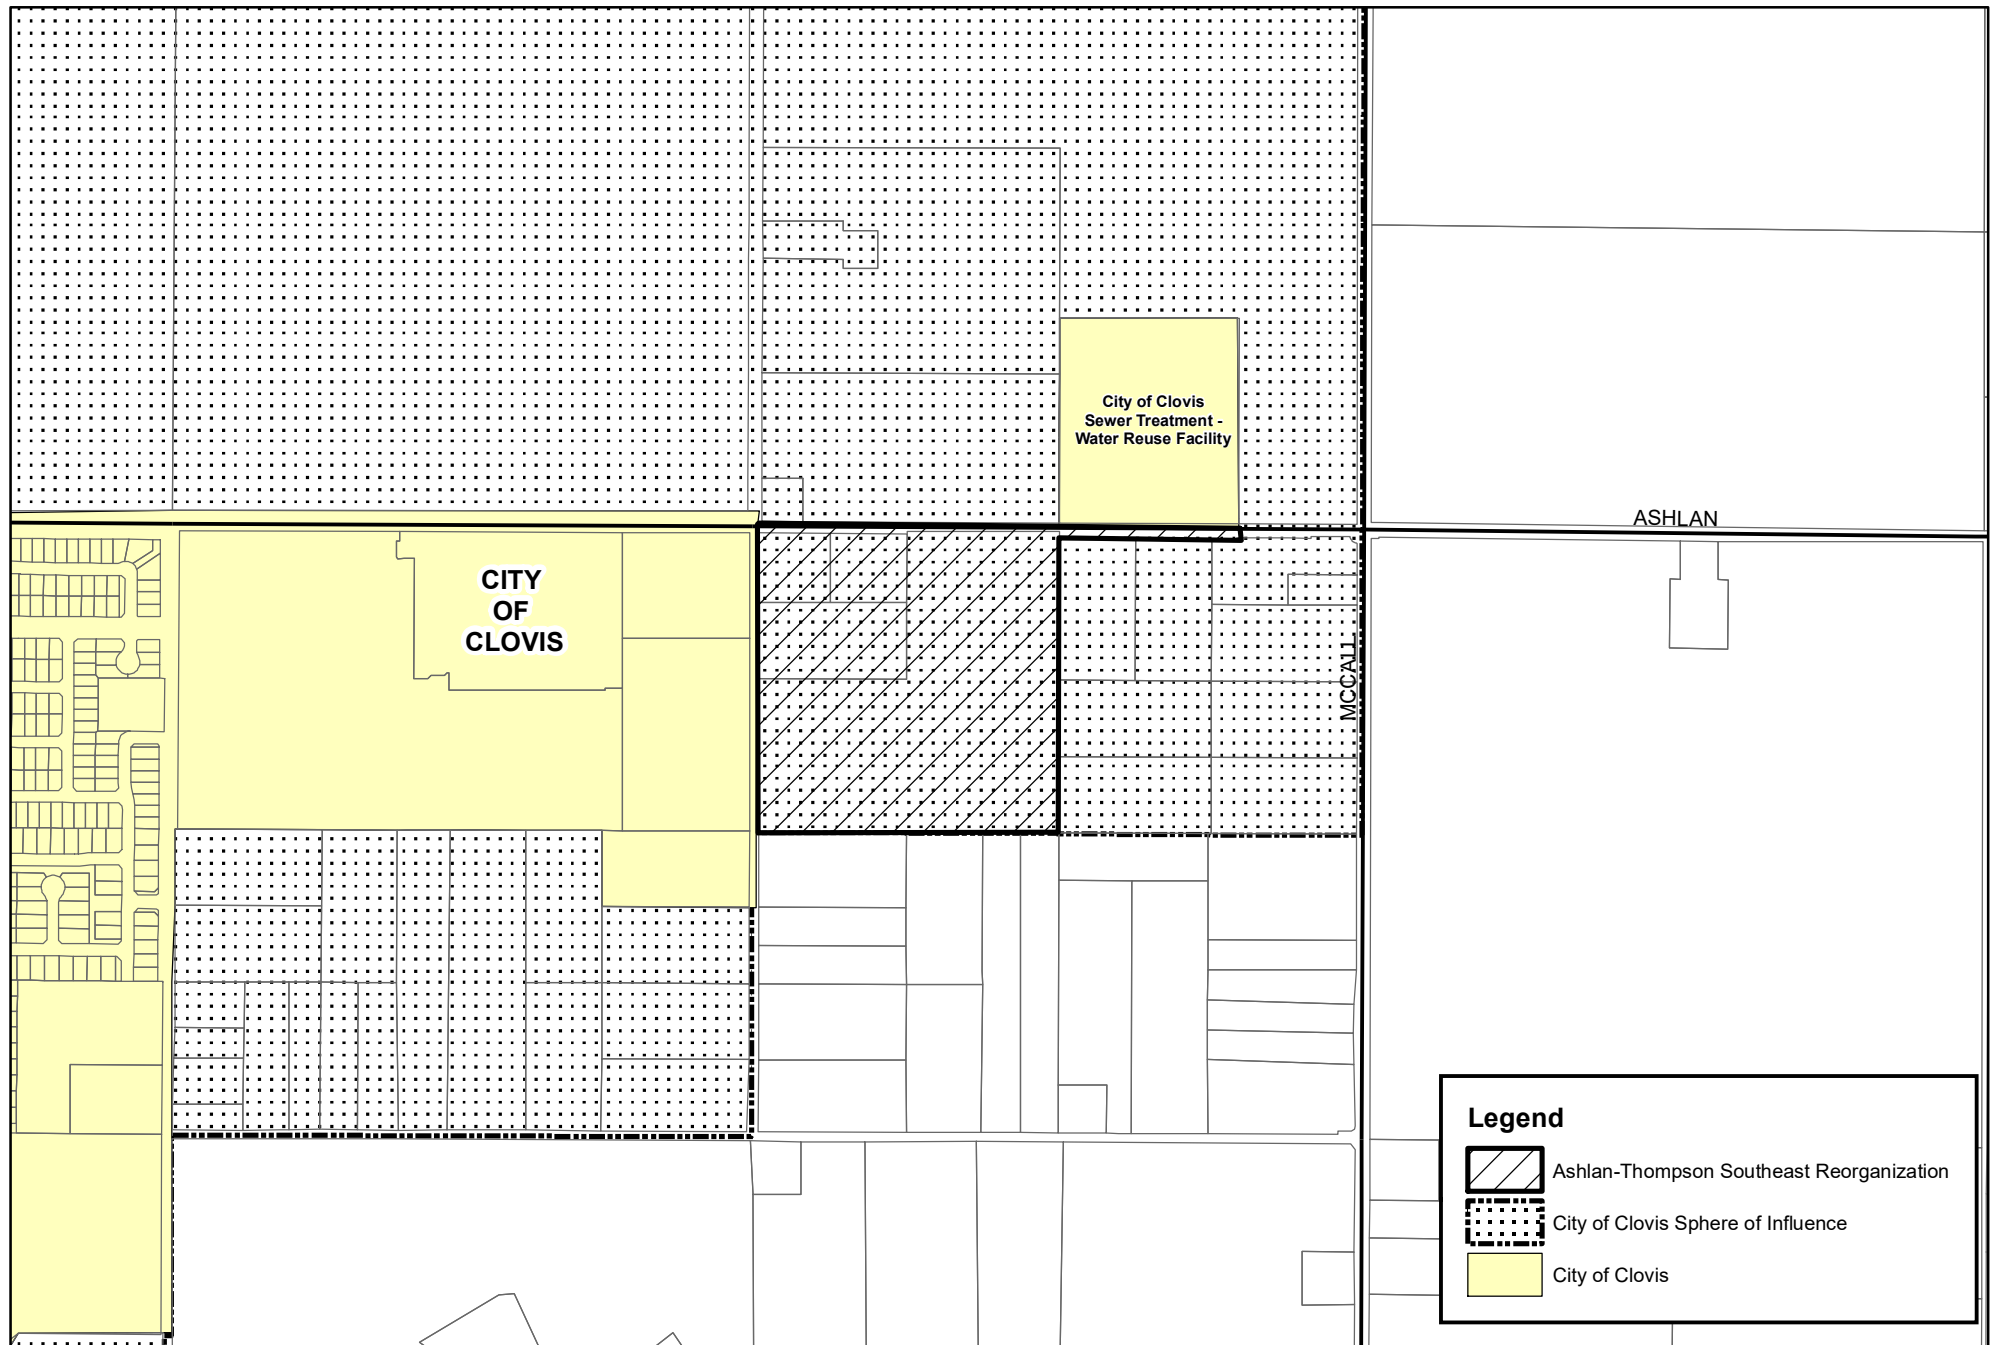 City of Clovis
Sewer Treatment -
Water Reuse Facility
ASHLAN
CITY
OF
CLOVIS
MCCALL
Legend
Ashlan-Thompson Southeast Reorganization
City of Clovis Sphere of Influence
City of Clovis